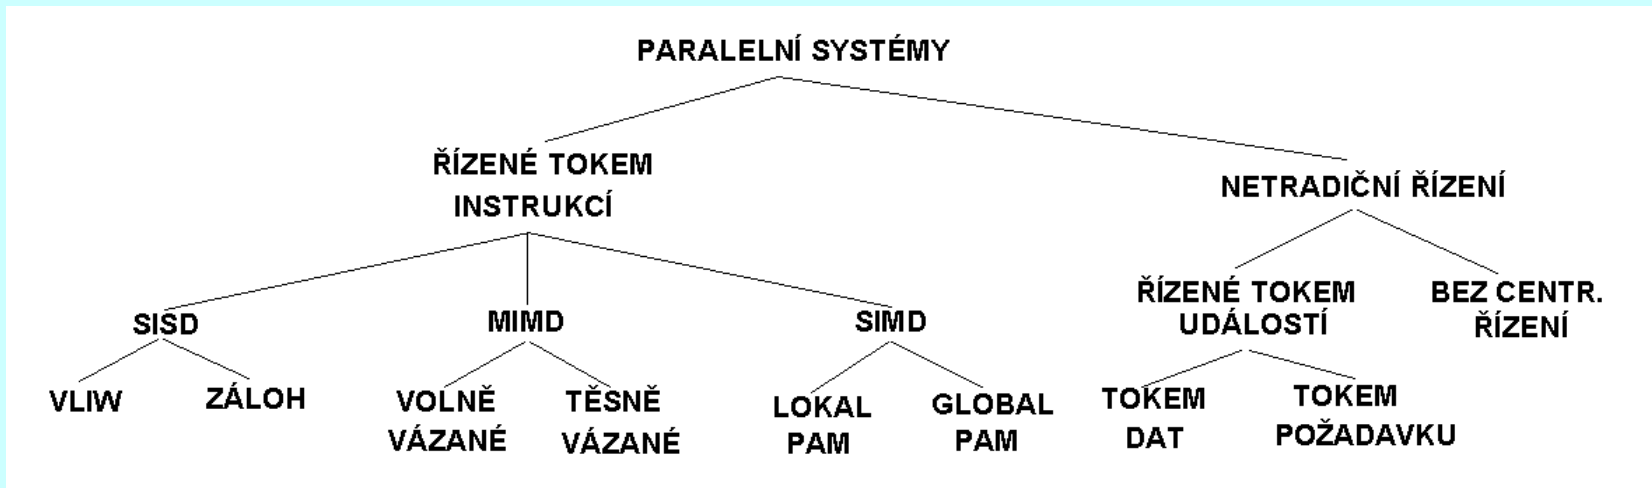 PARALELNÍ SYSTÉMY
ŘÍZENÉ TOKEM
INSTRUKCÍ
NETRADIČNÍ ŘÍZENÍ
SISD
MIMD
SIMD
ŘÍZENÉ TOKEM
UDÁLOSTÍ
BEZ CENTR.
ŘÍZENÍ
VLIW
ZÁLOH
VOLNĚ
VÁZANÉ
TĚSNĚ
VÁZANÉ
LOKAL
PAM
GLOBAL
PAM
TOKEM
DAT
TOKEM
POŽADAVKU